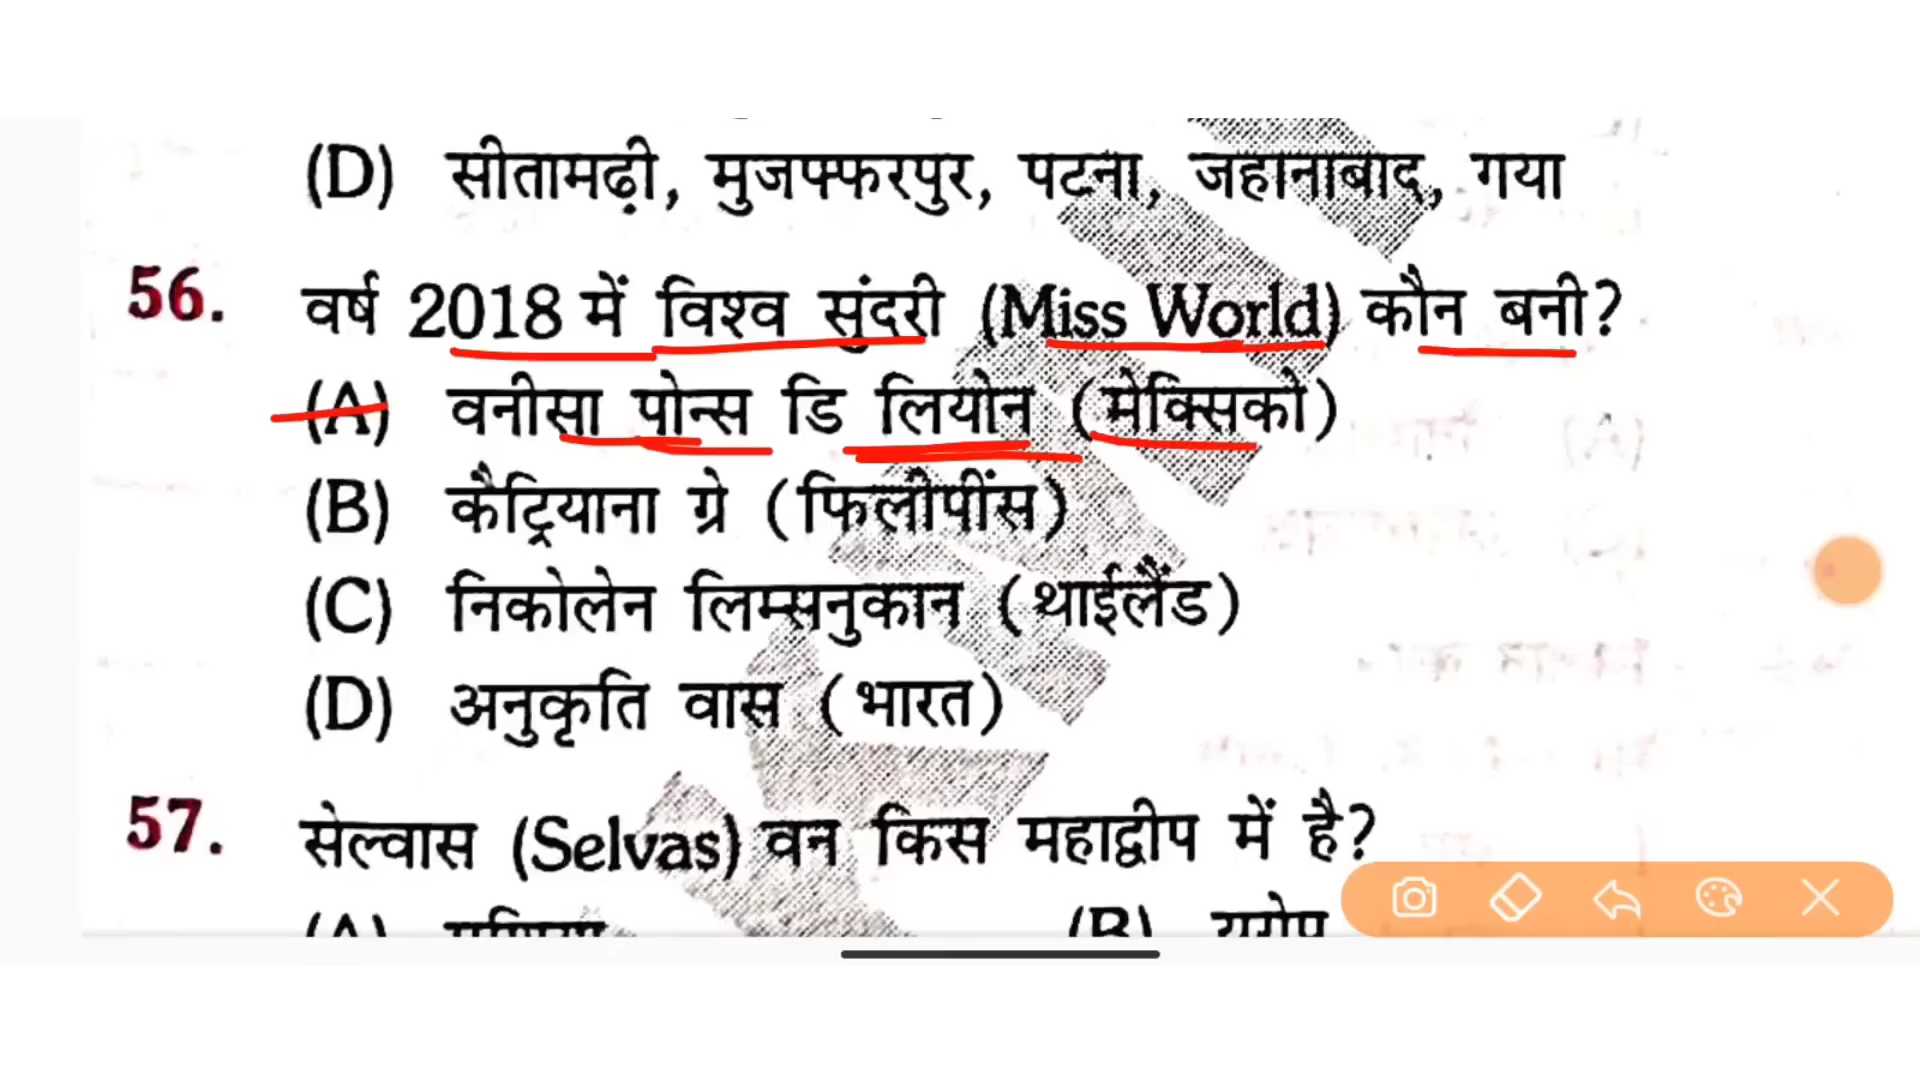 (D) सीतामढ़ी, मुजफ्फरपुर, पटना, जहानाबाद, गया
56. वर्ष 2018 में विश्व सुंदरी (Miss World) कौन बनी?
(A) वनीसा पोन्स डि लियोन (मेक्सिको)
(B) कैट्रियाना ग्रे (फिलीपींस)
(C) निकोलेन लिम्सनुकान (थाईलैंड)
(D) अनुकृति वास (भारत)
57. सेल्वास (Selvas) वन किस महाद्वीप में है?
(A) (B)